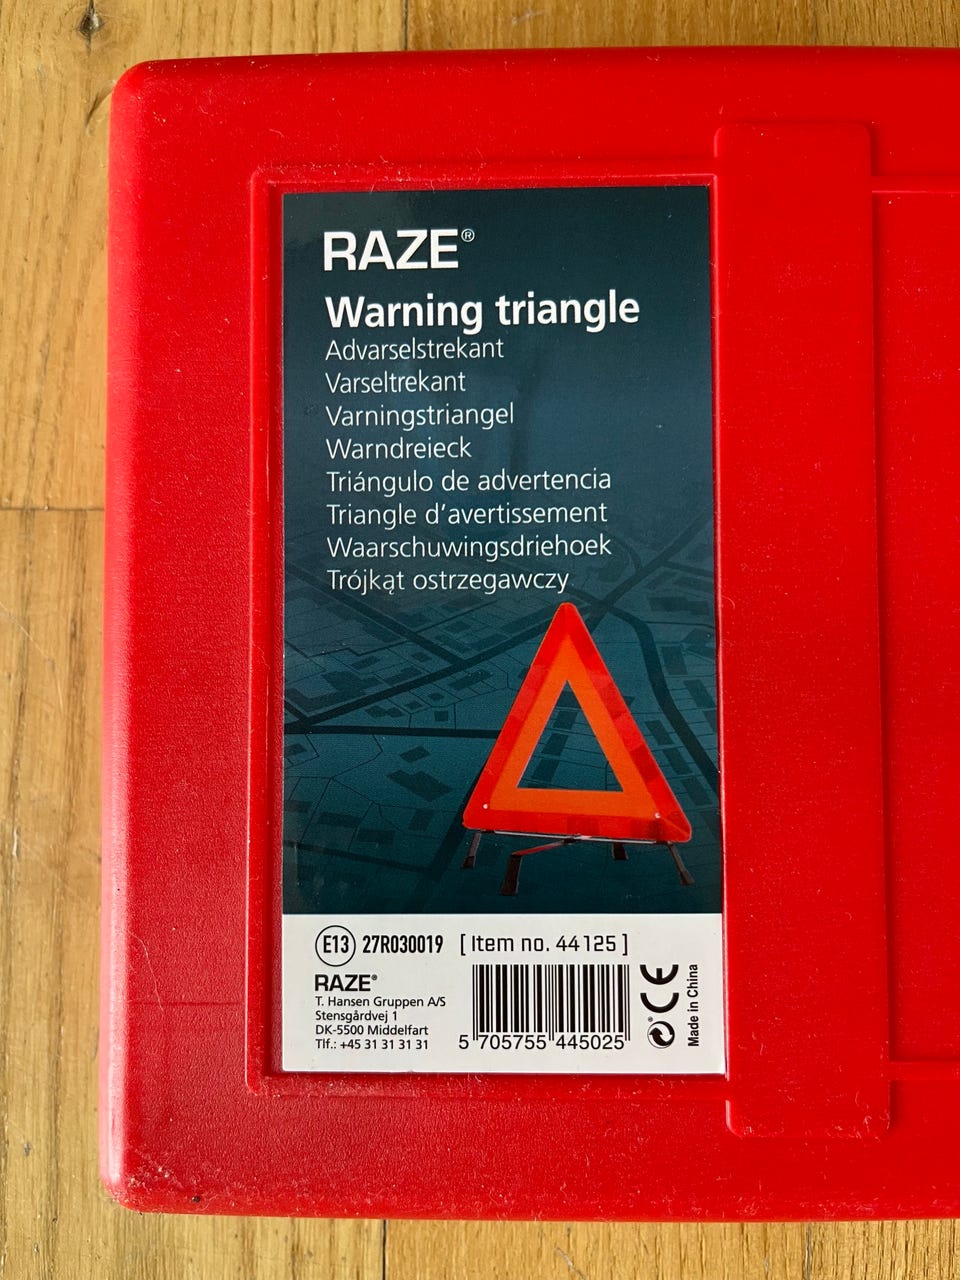 RAZE®
Warning triangle
Advarselstrekant
Varseltrekant
Varningstriangel
Warndreieck
Triángulo de advertencia
Triangle d'avertissement
Waarschuwingsdriehoek
Trójkąt ostrzegawczy
E13 27R030019 [ Item no. 44125 ]
RAZE®
T. Hansen Gruppen A/S
Stensgårdvej 1
DK-5500 Middelfart
Tlf.: +45 31 31 31 31
5 705755 445025
CE
Made in China